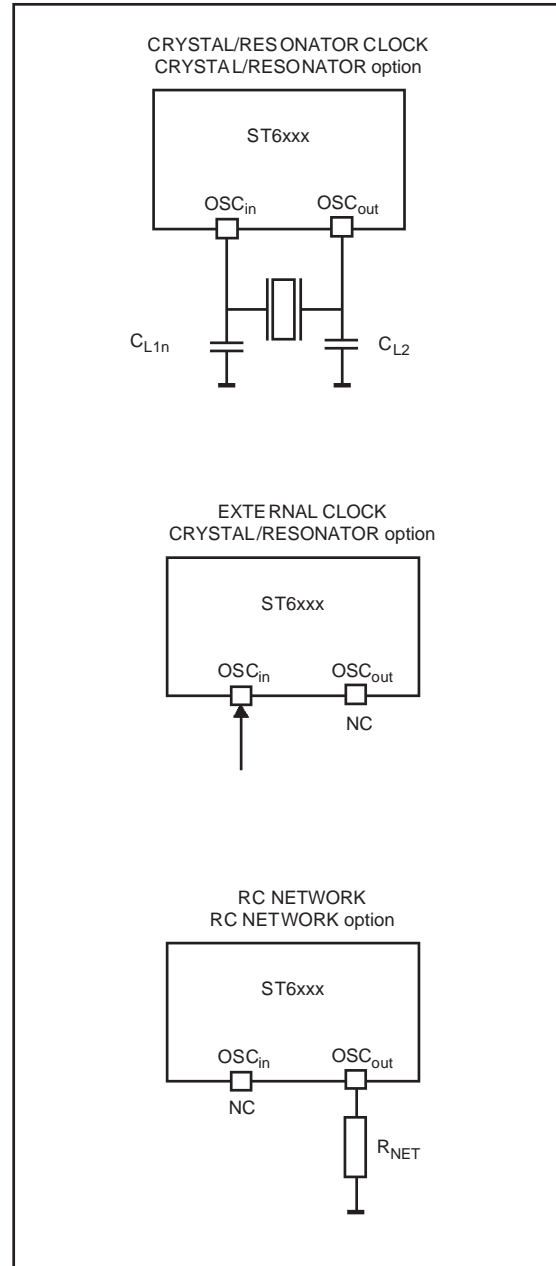 CRYSTAL/RESONATOR CLOCK
CRYSTAL/RESONATOR option
ST6xxx
OSCin OSCout
CL1n CL2
EXTERNAL CLOCK
CRYSTAL/RESONATOR option
ST6xxx
OSCin OSCout
NC
RC NETWORK
RC NETWORK option
ST6xxx
OSCin OSCout
NC
RNET